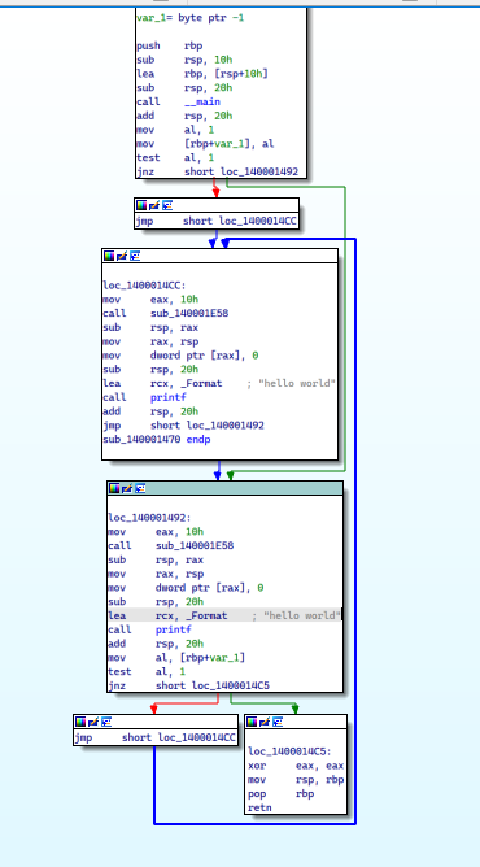 var_1= byte ptr -1
push rbp
sub rsp, 10h
lea rbp, [rsp+10h]
sub rsp, 20h
call __main
add rsp, 20h
mov al, 1
mov [rbp+var_1], al
test al, 1
jnz short loc_140001492
jmp short loc_1400014CC
loc_1400014CC:
mov eax, 10h
call sub_140001E58
sub rsp, rax
mov rax, rsp
mov dword ptr [rax], 0
sub rsp, 20h
lea rcx, _Format ; "hello world"
call printf
add rsp, 20h
jmp short loc_140001492
sub_140001470 endp
loc_140001492:
mov eax, 10h
call sub_140001E58
sub rsp, rax
mov rax, rsp
mov dword ptr [rax], 0
sub rsp, 20h
lea rcx, _Format ; "hello world"
call printf
add rsp, 20h
mov al, [rbp+var_1]
test al, 1
jnz short loc_1400014C5
jmp short loc_1400014CC
loc_1400014C5:
xor eax, eax
mov rsp, rbp
pop rbp
retn